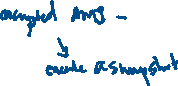 encrypted AMI -
↳ create a snapshot